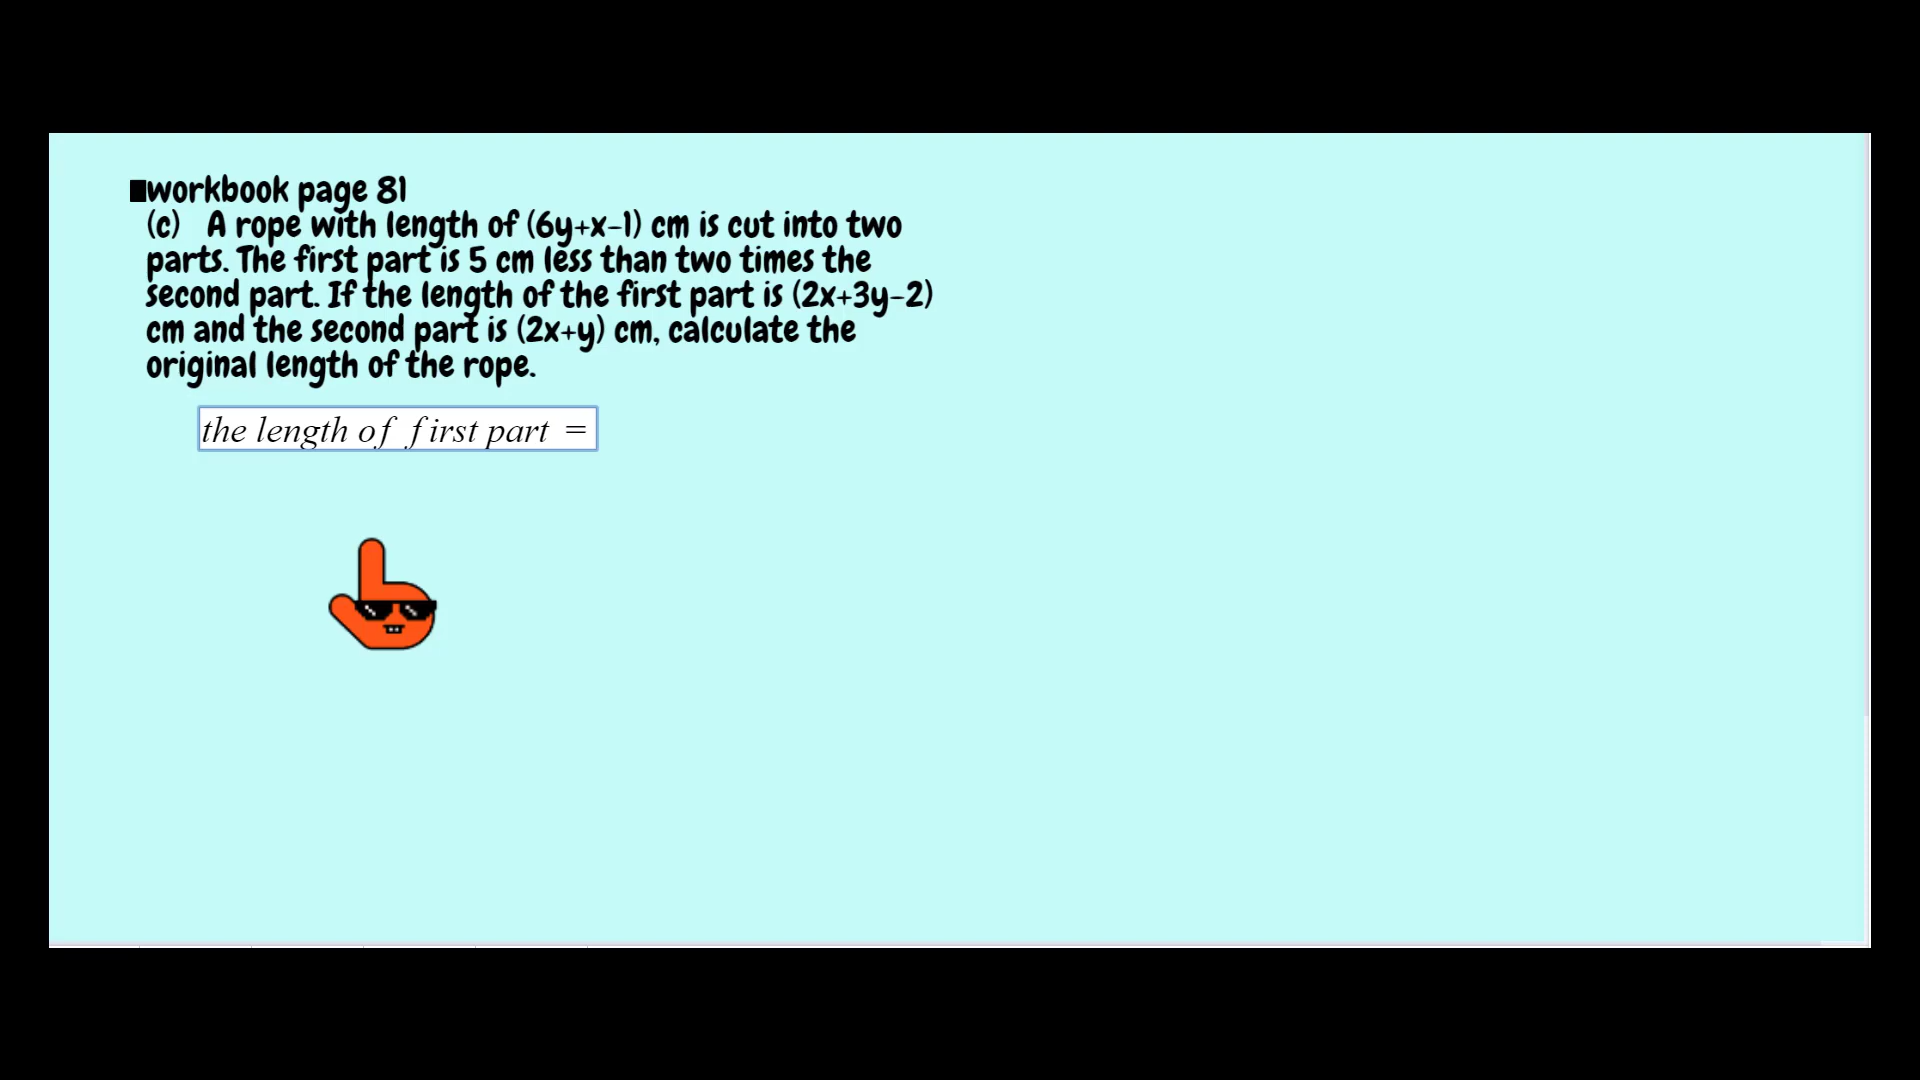 ■workbook page 81
(c) A rope with length of (6y+x-1) cm is cut into two
parts. The first part is 5 cm less than two times the
second part. If the length of the first part is (2x+3y-2)
cm and the second part is (2x+y) cm, calculate the
original length of the rope.
the length of first part =